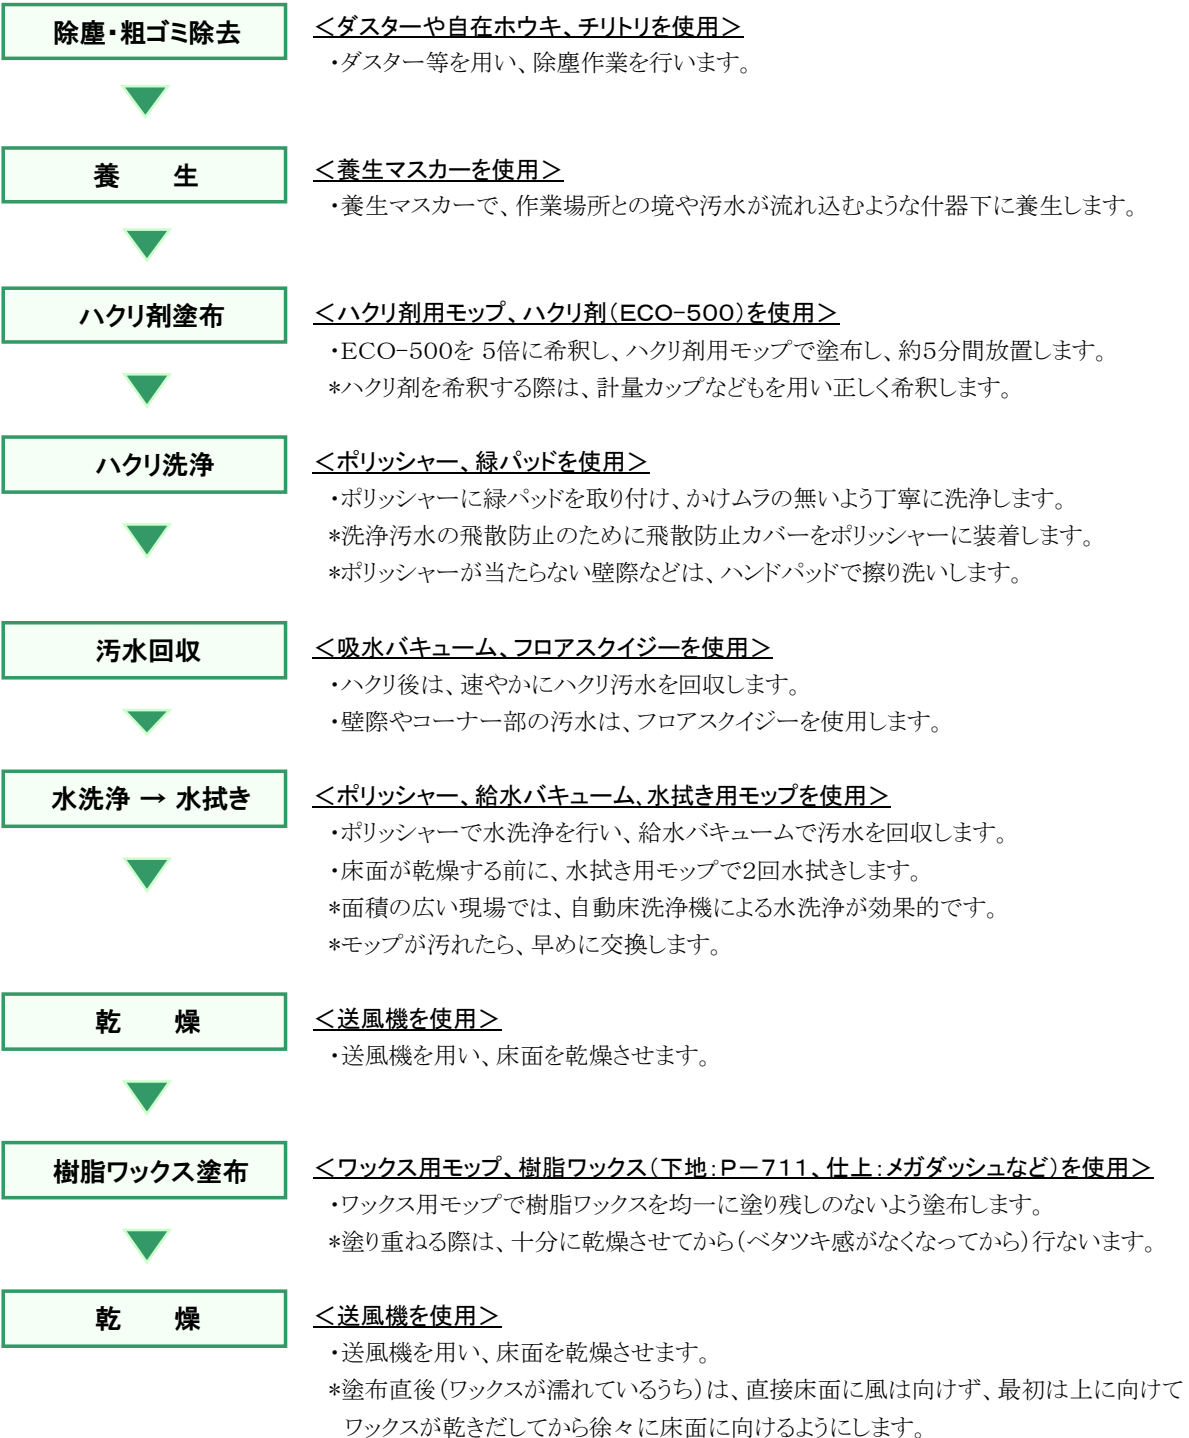 除塵・粗ゴミ除去
＜ダスターや自在ホウキ、チリトリを使用＞
・ダスター等を用い、除塵作業を行います。
養　　生
＜養生マスカーを使用＞
・養生マスカーで、作業場所との境や汚水が流れ込むような什器下に養生します。
ハクリ剤塗布
＜ハクリ剤用モップ、ハクリ剤（ECO-500）を使用＞
・ECO-500を 5倍に希釈し、ハクリ剤用モップで塗布し、約5分間放置します。
*ハクリ剤を希釈する際は、計量カップなどもを用い正しく希釈します。
ハクリ洗浄
＜ポリッシャー、緑パッドを使用＞
・ポリッシャーに緑パッドを取り付け、かけムラの無いよう丁寧に洗浄します。
*洗浄汚水の飛散防止のために飛散防止カバーをポリッシャーに装着します。
*ポリッシャーが当たらない壁際などは、ハンドパッドで擦り洗いします。
汚水回収
＜吸水バキューム、フロアスクイジーを使用＞
・ハクリ後は、速やかにハクリ汚水を回収します。
・壁際やコーナー部の汚水は、フロアスクイジーを使用します。
水洗浄 → 水拭き
＜ポリッシャー、給水バキューム、水拭き用モップを使用＞
・ポリッシャーで水洗浄を行い、給水バキュームで汚水を回収します。
・床面が乾燥する前に、水拭き用モップで2回水拭きします。
*面積の広い現場では、自動床洗浄機による水洗浄が効果的です。
*モップが汚れたら、早めに交換します。
乾　　燥
＜送風機を使用＞
・送風機を用い、床面を乾燥させます。
樹脂ワックス塗布
＜ワックス用モップ、樹脂ワックス（下地：P－711、仕上：メガダッシュなど）を使用＞
・ワックス用モップで樹脂ワックスを均一に塗り残しのないよう塗布します。
*塗り重ねる際は、十分に乾燥させてから（ベタツキ感がなくなってから）行ないます。
乾　　燥
＜送風機を使用＞
・送風機を用い、床面を乾燥させます。
*塗布直後（ワックスが濡れているうち）は、直接床面に風は向けず、最初は上に向けて
ワックスが乾きだしてから徐々に床面に向けるようにします。